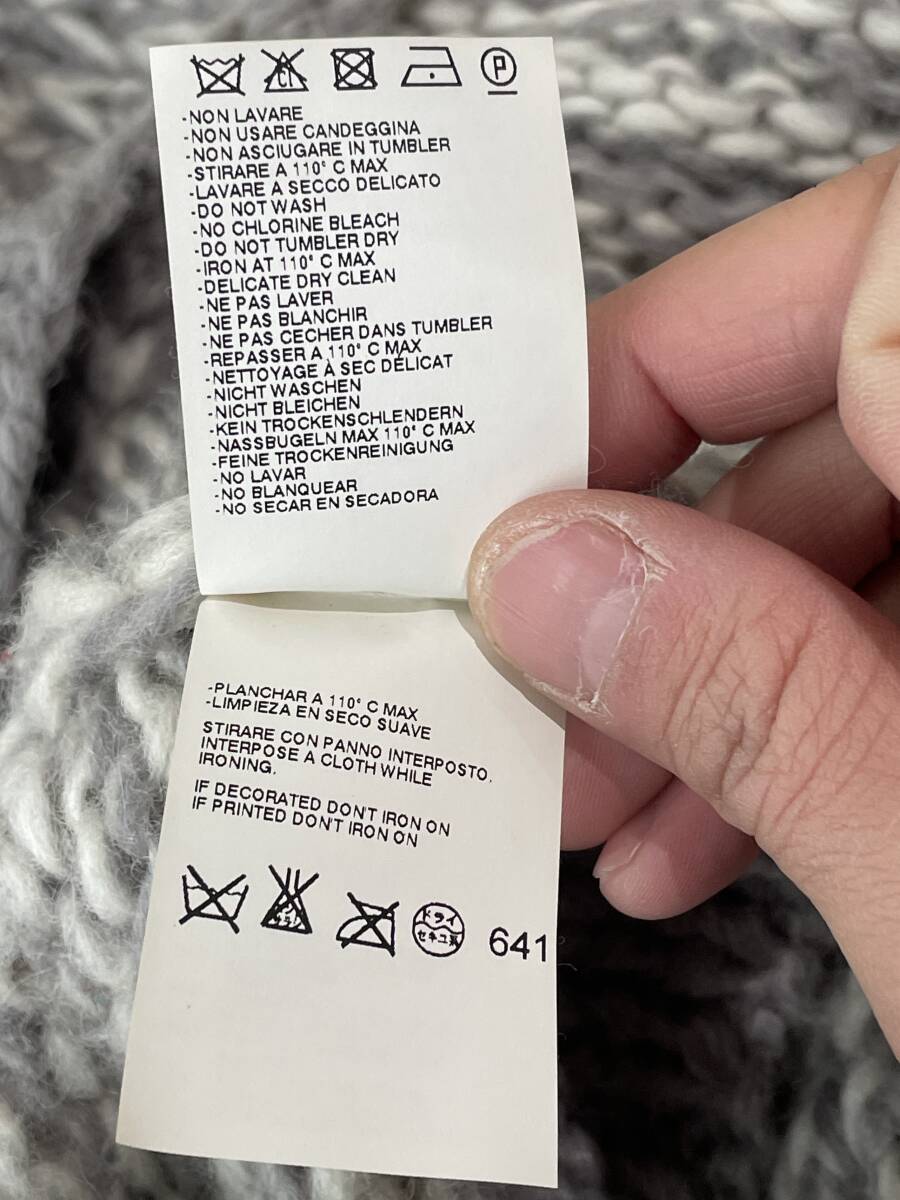 CL
P
-NON LAVARE
-NON USARE CANDEGGINA
-NON ASCIUGARE IN TUMBLER
-STIRARE A 110° C MAX
-LAVARE A SECCO DELICATO
-DO NOT WASH
-NO CHLORINE BLEACH
-DO NOT TUMBLER DRY
-IRON AT 110° C MAX
-DELICATE DRY CLEAN
-NE PAS LAVER
-NE PAS BLANCHIR
-NE PAS CECHER DANS TUMBLER
-REPASSER A 110° C MAX
-NETTOYAGE À SEC DÉLICAT
-NICHT WASCHEN
-NICHT BLEICHEN
-KEIN TROCKENSCHLENDERN
-NASSBUGELN MAX 110° C MAX
-FEINE TROCKENREINIGUNG
-NO LAVAR
-NO BLANQUEAR
-NO SECAR EN SECADORA
-PLANCHAR A 110° C MAX
-LIMPIEZA EN SECO SUAVE
STIRARE CON PANNO INTERPOSTO.
INTERPOSE A CLOTH WHILE
IRONING.
IF DECORATED DON'T IRON ON
IF PRINTED DON'T IRON ON
ドライ
セキユ系
641